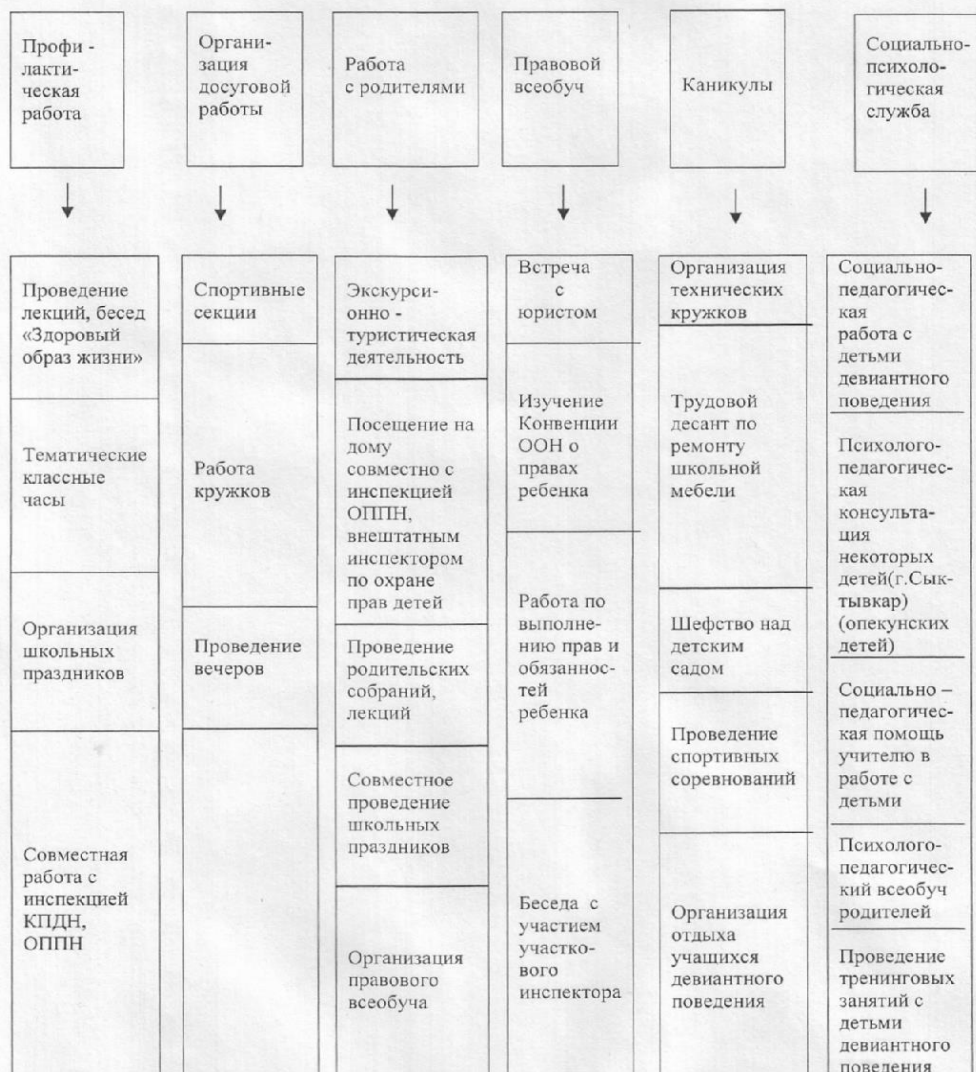 Профи -
лакти-
ческая
работа
Органи-
зация
досуговой
работы
Работа
с родителями
Правовой
всеобуч
Каникулы
Социально-
психоло-
гическая
служба
Проведение
лекций, бесед
«Здоровый
образ жизни»
Тематические
классные
часы
Организация
школьных
праздников
Совместная
работа с
инспекцией
КПДН,
ОППН
Спортивные
секции
Работа
кружков
Проведение
вечеров
Экскурси-
онно -
туристическая
деятельность
Посещение на
дому
совместно с
инспекцией
ОППН,
внештатным
инспектором
по охране
прав детей
Проведение
родительских
собраний,
лекций
Совместное
проведение
школьных
праздников
Организация
правового
всеобуча
Встреча
с
юристом
Изучение
Конвенции
ООН о
правах
ребенка
Работа по
выполне-
нию прав и
обязаннос-
тей
ребенка
Беседа с
участием
участко-
вого
инспектора
Организация
технических
кружков
Трудовой
десант по
ремонту
школьной
мебели
Шефство над
детским
садом
Проведение
спортивных
соревнований
Организация
отдыха
учащихся
девиантного
поведения
Социально-
педагогичес-
кая
работа с
детьми
девиантного
поведения
Психолого-
педагогичес-
кая
консульта-
ция
некоторых
детей(г.Сык-
тывкар)
(опекунских
детей)
Социально –
педагогичес-
кая помощь
учителю в
работе с
детьми
Психолого-
педагогичес-
кий всеобуч
родителей
Проведение
тренинговых
занятий с
детьми
девиантного
поведения